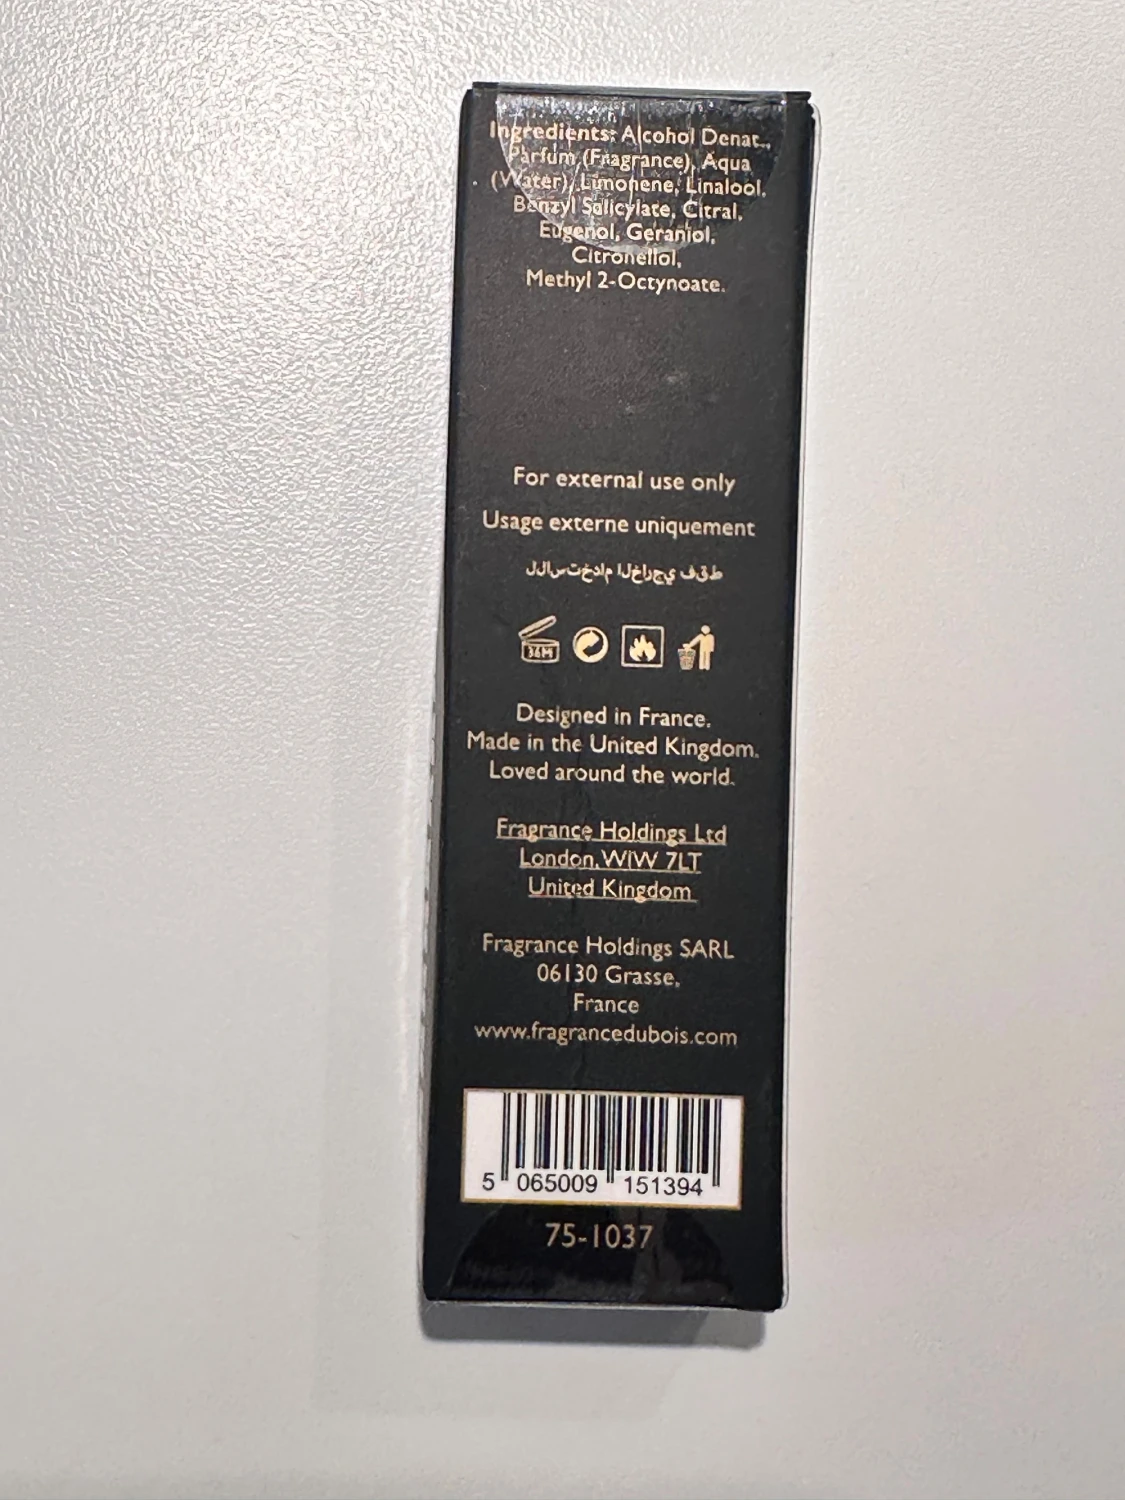 Ingredients: Alcohol Denat.,
Parfum (Fragrance), Aqua
(Water), Limonene, Linalool,
Benzyl Salicylate, Citral,
Eugenol, Geraniol,
Citronellol,
Methyl 2-Octynoate.
For external use only
Usage externe uniquement
للاستخدام الخارجي فقط
36M
Designed in France.
Made in the United Kingdom.
Loved around the world.
Fragrance Holdings Ltd
London, W1W 7LT
United Kingdom
Fragrance Holdings SARL
06130 Grasse,
France
www.fragrancedubois.com
5 065009 151394
75-1037